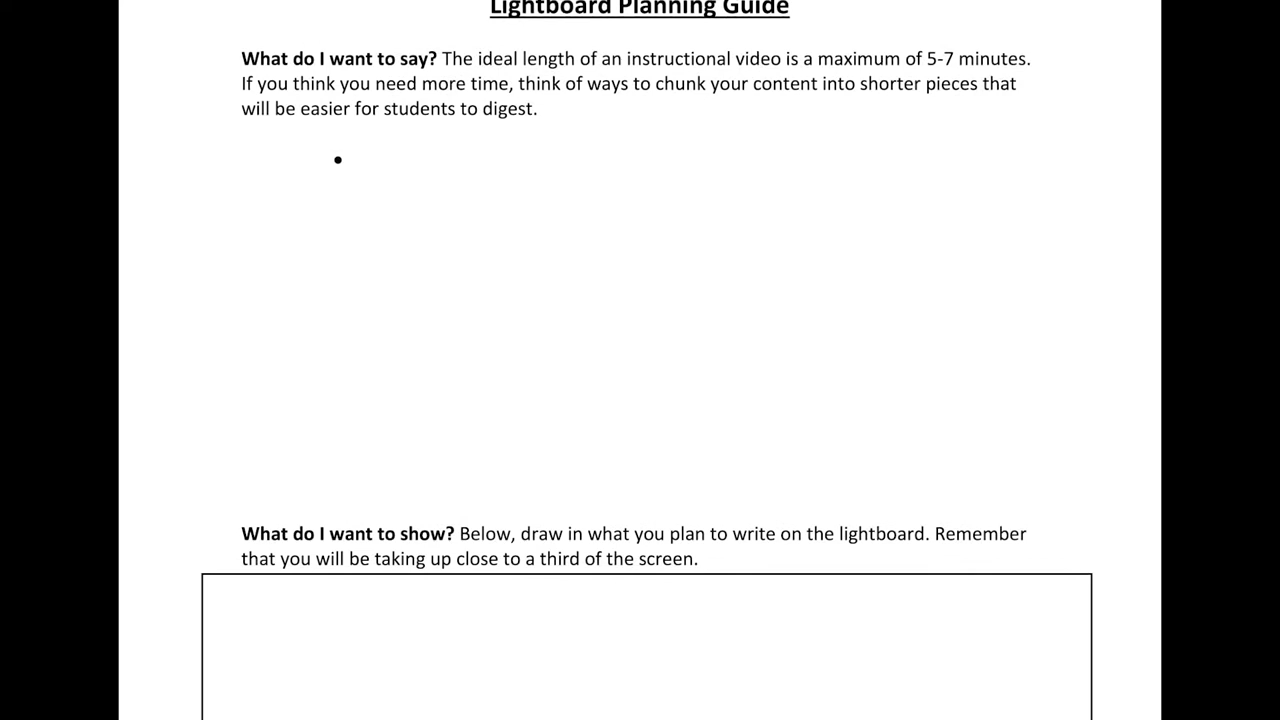 Lightboard Planning Guide
What do I want to say? The ideal length of an instructional video is a maximum of 5-7 minutes.
If you think you need more time, think of ways to chunk your content into shorter pieces that
will be easier for students to digest.
•
What do I want to show? Below, draw in what you plan to write on the lightboard. Remember
that you will be taking up close to a third of the screen.